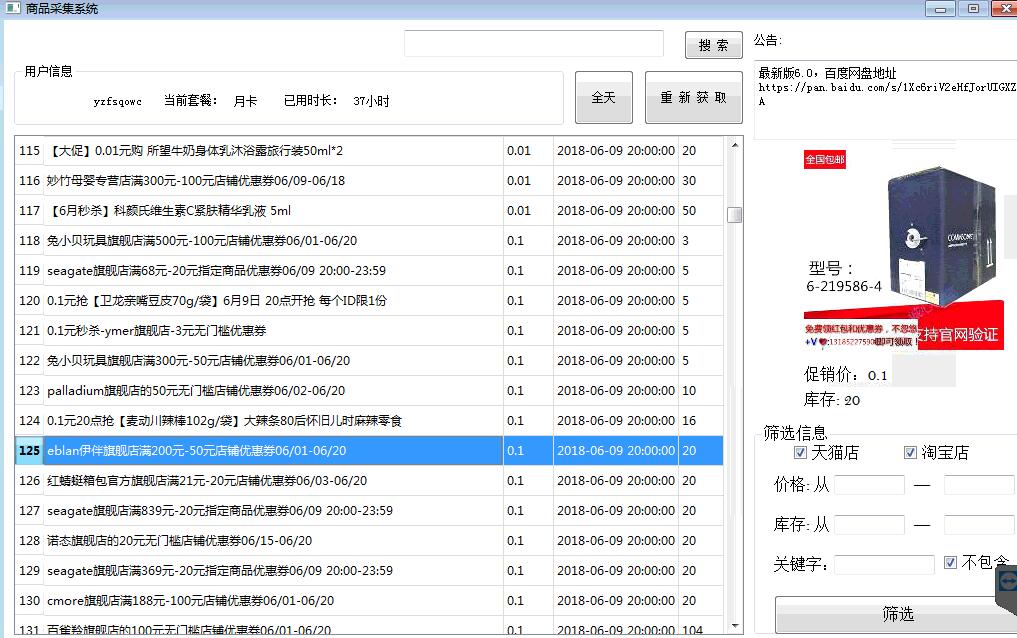 商品采集系统
搜 索
公告:
最新版6.0，百度网盘地址
https://pan.baidu.com/s/1Xc6riV2eHfJorUIGXZ
A
用户信息
yzfsqowc 当前套餐： 月卡 已用时长： 37小时
全天
重 新 获 取
115 【大促】0.01元购 所望牛奶身体乳沐浴露旅行装50ml*2 0.01 2018-06-09 20:00:00 20
116 妙竹母婴专营店满300元-100元店铺优惠券06/09-06/18 0.01 2018-06-09 20:00:00 30
117 【6月秒杀】科颜氏维生素C紧肤精华乳液 5ml 0.01 2018-06-09 20:00:00 50
118 兔小贝玩具旗舰店满500元-100元店铺优惠券06/01-06/20 0.1 2018-06-09 20:00:00 3
119 seagate旗舰店满68元-20元指定商品优惠券06/09 20:00-23:59 0.1 2018-06-09 20:00:00 5
120 0.1元抢【卫龙亲嘴豆皮70g/袋】6月9日 20点开抢 每个ID限1份 0.1 2018-06-09 20:00:00 5
121 0.1元秒杀-ymer旗舰店-3元无门槛优惠券 0.1 2018-06-09 20:00:00 5
122 兔小贝玩具旗舰店满300元-50元店铺优惠券06/01-06/20 0.1 2018-06-09 20:00:00 5
123 palladium旗舰店的50元无门槛店铺优惠券06/02-06/20 0.1 2018-06-09 20:00:00 10
124 0.1元20点抢【麦动川辣棒102g/袋】大辣条80后怀旧儿时麻辣零食 0.1 2018-06-09 20:00:00 16
125 eblan伊伴旗舰店满200元-50元店铺优惠券06/01-06/20 0.1 2018-06-09 20:00:00 20
126 红蜻蜓箱包官方旗舰店满21元-20元店铺优惠券06/03-06/20 0.1 2018-06-09 20:00:00 20
127 seagate旗舰店满839元-20元指定商品优惠券06/09 20:00-23:59 0.1 2018-06-09 20:00:00 20
128 诺态旗舰店的20元无门槛店铺优惠券06/15-06/20 0.1 2018-06-09 20:00:00 20
129 seagate旗舰店满369元-20元指定商品优惠券06/09 20:00-23:59 0.1 2018-06-09 20:00:00 20
130 cmore旗舰店满188元-100元店铺优惠券06/01-06/20 0.1 2018-06-09 20:00:00 20
131 百雀羚旗舰店的100元无门槛店铺优惠券06/01-06/20 0.1 2018-06-09 20:00:00 104
全国包邮
COMMSCOPE
型号：
6-219586-4
免费领红包和优惠券，不忽悠
+V
:13185227590即可领取！
支持官网验证
促销价： 0.1
库存: 20
筛选信息
天猫店 淘宝店
价格: 从 —
库存: 从 —
关键字： 不包含
筛选